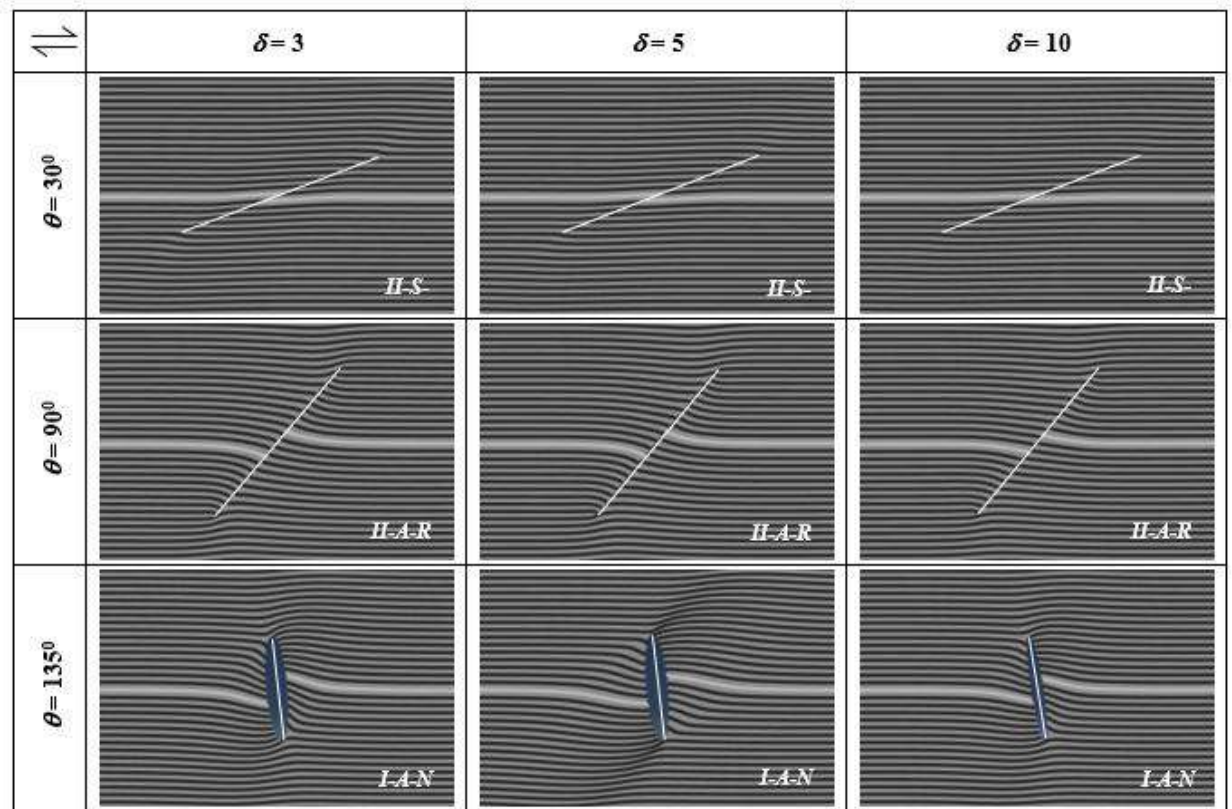 δ = 3
δ = 5
δ = 10
θ = 30⁰
II-S-
II-S-
II-S-
θ = 90⁰
II-A-R
II-A-R
II-A-R
θ = 135⁰
I-A-N
I-A-N
I-A-N